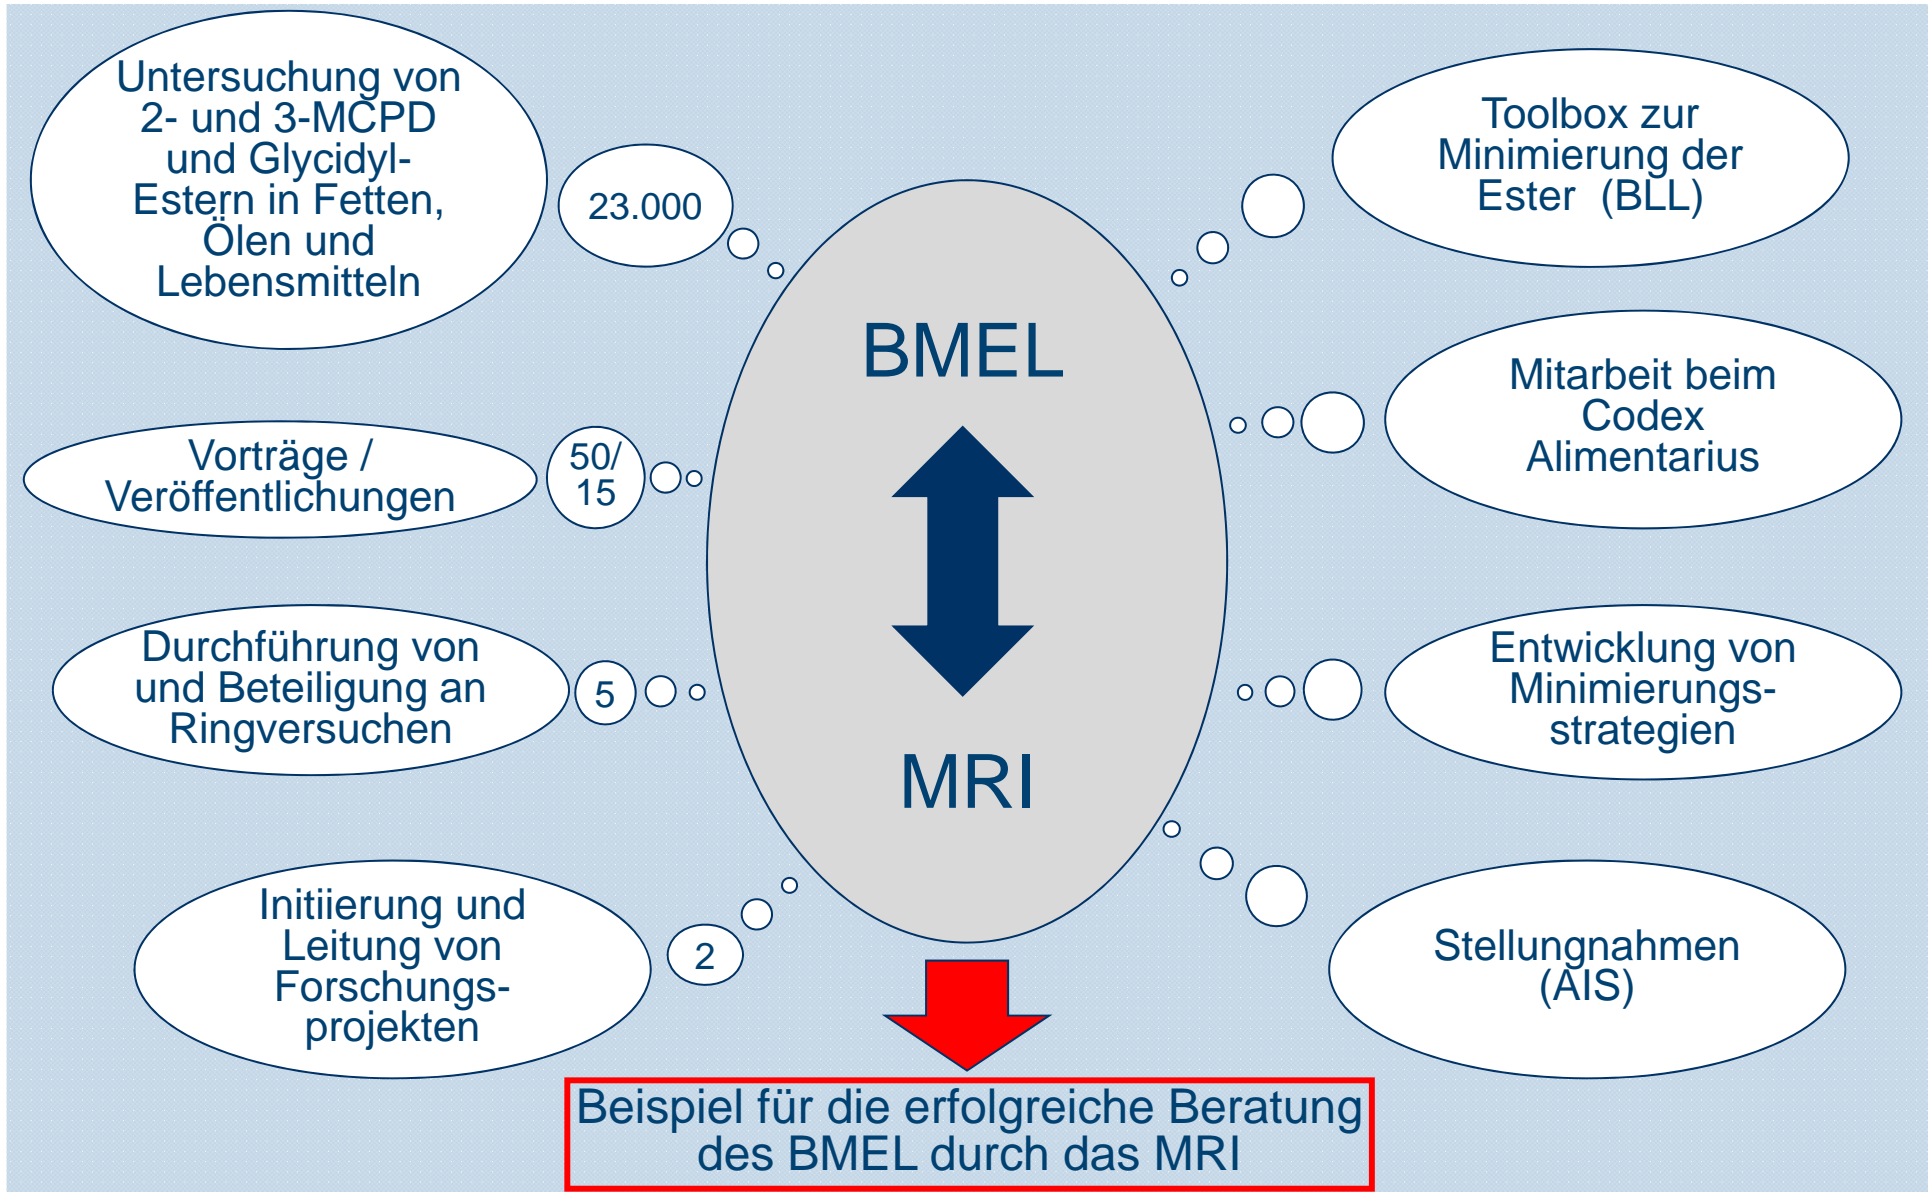 Untersuchung von
2- und 3-MCPD
und Glycidyl-
Estern in Fetten,
Ölen und
Lebensmitteln
23.000
Vorträge /
Veröffentlichungen
50/
15
Durchführung von
und Beteiligung an
Ringversuchen
5
Initiierung und
Leitung von
Forschungs-
projekten
2
BMEL
MRI
Toolbox zur
Minimierung der
Ester (BLL)
Mitarbeit beim
Codex
Alimentarius
Entwicklung von
Minimierungs-
strategien
Stellungnahmen
(AIS)
Beispiel für die erfolgreiche Beratung
des BMEL durch das MRI